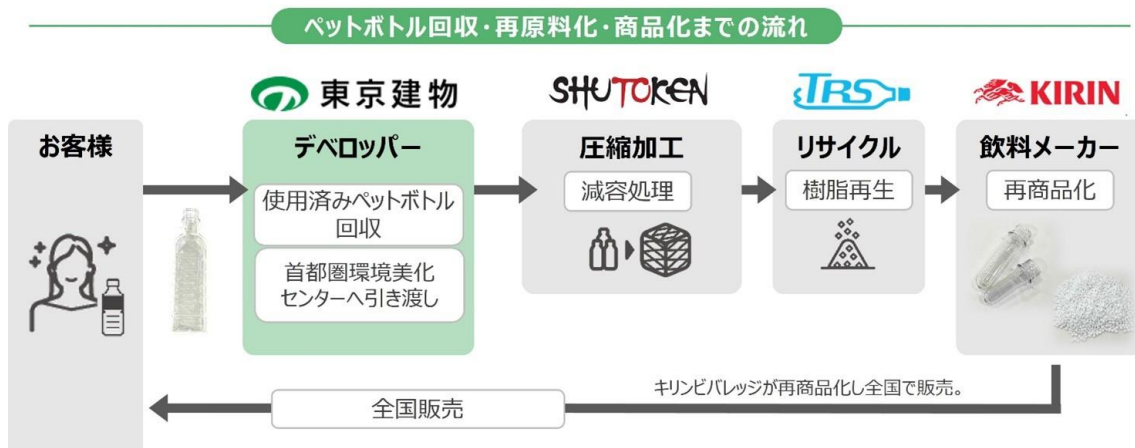 ペットボトル回収・再原料化・商品化までの流れ
東京建物
SHUTOKEN
TRS
KIRIN
お客様
デベロッパー
使用済みペットボトル
回収
首都圏環境美化
センターへ引き渡し
圧縮加工
減容処理
リサイクル
樹脂再生
飲料メーカー
再商品化
キリンビバレッジが再商品化し全国で販売。
全国販売